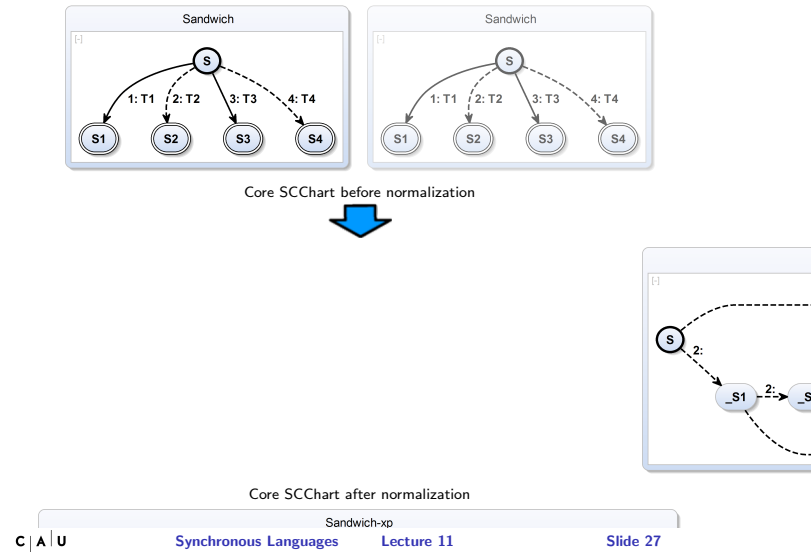 Sandwich
[-]
S
1: T1 2: T2 3: T3 4: T4
S1 S2 S3 S4
Sandwich
[-]
S
1: T1 2: T2 3: T3 4: T4
S1 S2 S3 S4
Core SCChart before normalization
[-]
S
2:
_S1 2: _S
Core SCChart after normalization
Sandwich-xp
C|A|U Synchronous Languages Lecture 11 Slide 27